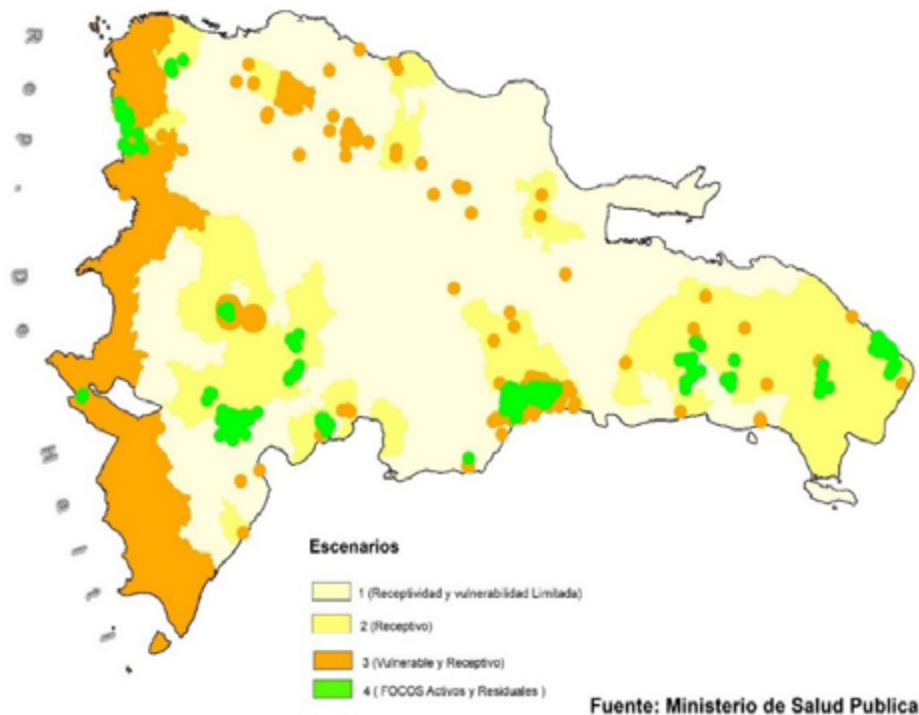 Rep. De Haiti
Escenarios
1 (Receptividad y vulnerabilidad Limitada)
2 (Receptivo)
3 (Vulnerable y Receptivo)
4 ( FOCOS Activos y Residuales )
Fuente: Ministerio de Salud Publica